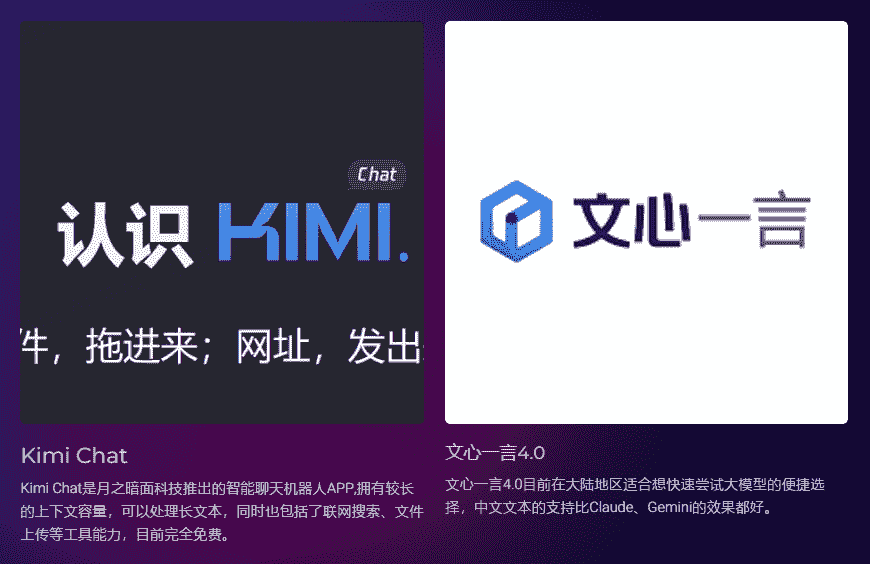 Chat
认识 KIMI.
件，拖进来；网址，发出
文心一言
Kimi Chat
Kimi Chat是月之暗面科技推出的智能聊天机器人APP,拥有较长
的上下文容量，可以处理长文本，同时也包括了联网搜索、文件
上传等工具能力，目前完全免费。
文心一言4.0
文心一言4.0目前在大陆地区适合想快速尝试大模型的便捷选
择，中文文本的支持比Claude、Gemini的效果都好。